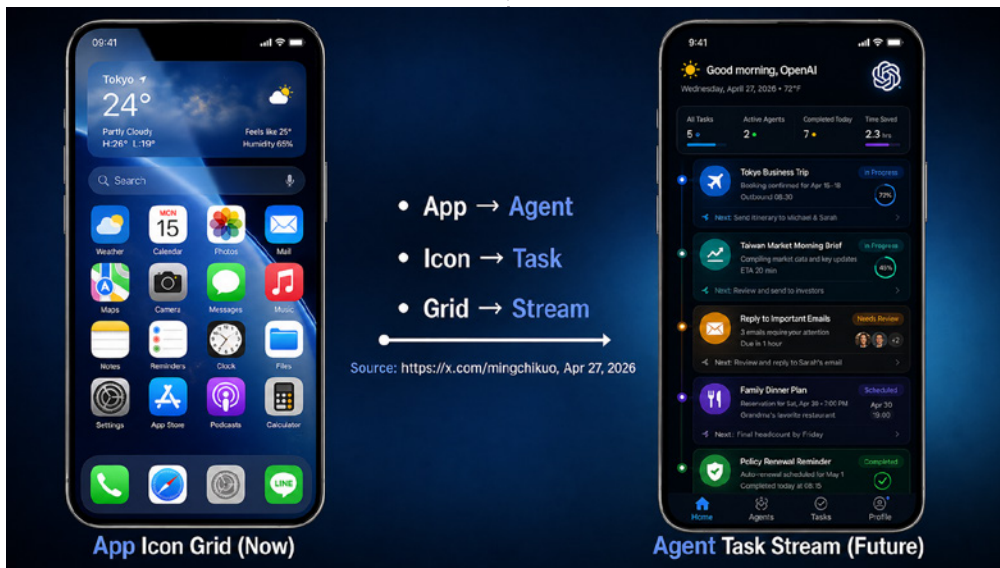 09:41
Tokyo
24°
Partly Cloudy
H:26° L:19°
Feels like 25°
Humidity 65%
Search
Weather
MON
15
Calendar
Photos
Mail
Maps
Camera
Messages
Music
Notes
Reminders
Clock
Files
Settings
App Store
Podcasts
Calculator
LINE
App Icon Grid (Now)
• App → Agent
• Icon → Task
• Grid → Stream
Source: https://x.com/mingchikuo, Apr 27, 2026
9:41
Good morning, OpenAI
Wednesday, April 27, 2026 • 72°F
All Tasks
5
Active Agents
2
Completed Today
7
Time Saved
2.3 hrs
Tokyo Business Trip
In Progress
Booking confirmed for Apr 15–18
Outbound 08:30
72%
Next: Send itinerary to Michael & Sarah
Taiwan Market Morning Brief
In Progress
Compiling market data and key updates
ETA 20 min
45%
Next: Review and send to investors
Reply to Important Emails
Needs Review
3 emails require your attention
Due in 1 hour
+2
Next: Review and reply to Sarah's email
Family Dinner Plan
Scheduled
Reservation for Sat, Apr 30 • 7:00 PM
Grandma's favorite restaurant
Apr 30
19:00
Next: Final headcount by Friday
Policy Renewal Reminder
Completed
Auto-renewal scheduled for May 1
Completed today at 08:15
Home
Agents
Tasks
Profile
Agent Task Stream (Future)